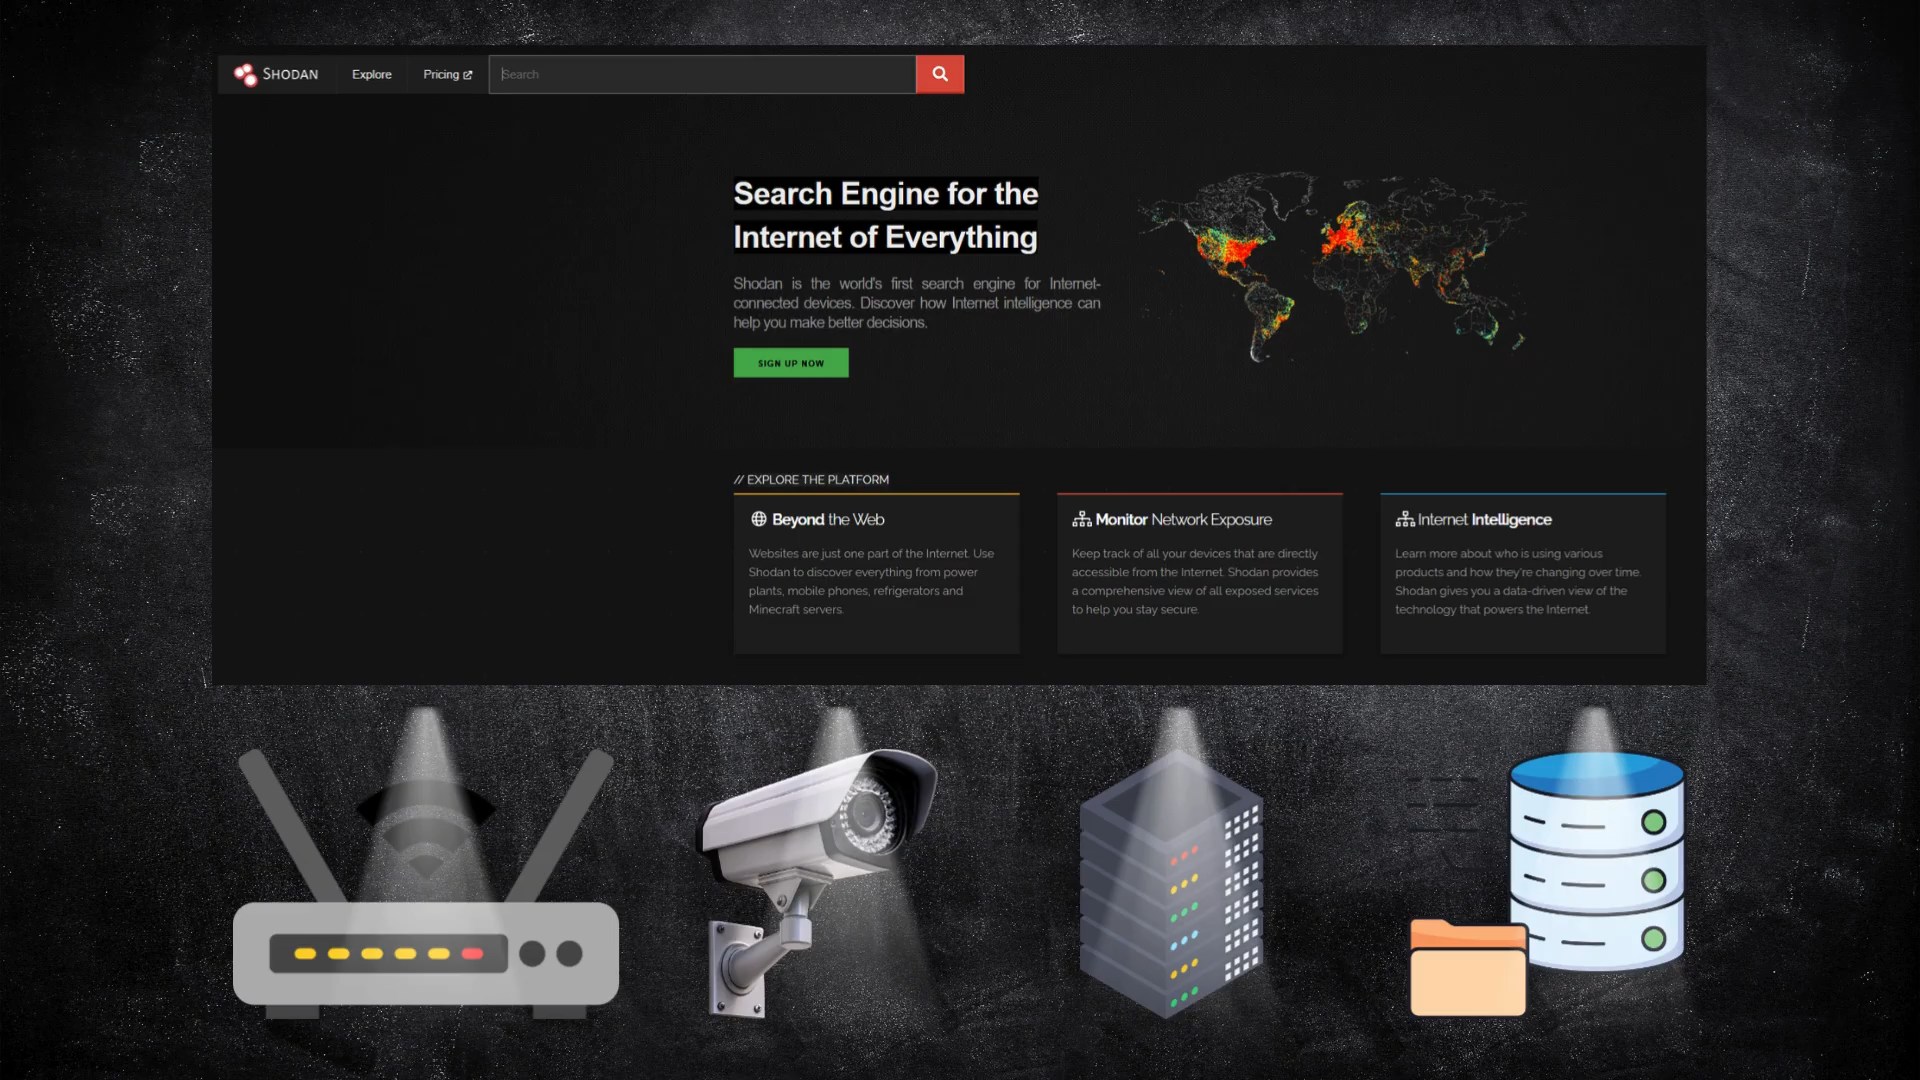 SHODAN
Explore
Pricing
Search
Search Engine for the
Internet of Everything
Shodan is the world's first search engine for Internet-
connected devices. Discover how Internet intelligence can
help you make better decisions.
SIGN UP NOW
// EXPLORE THE PLATFORM
Beyond the Web
Websites are just one part of the Internet. Use
Shodan to discover everything from power
plants, mobile phones, refrigerators and
Minecraft servers.
Monitor Network Exposure
Keep track of all your devices that are directly
accessible from the Internet. Shodan provides
a comprehensive view of all exposed services
to help you stay secure.
Internet Intelligence
Learn more about who is using various
products and how they're changing over time.
Shodan gives you a data-driven view of the
technology that powers the Internet.